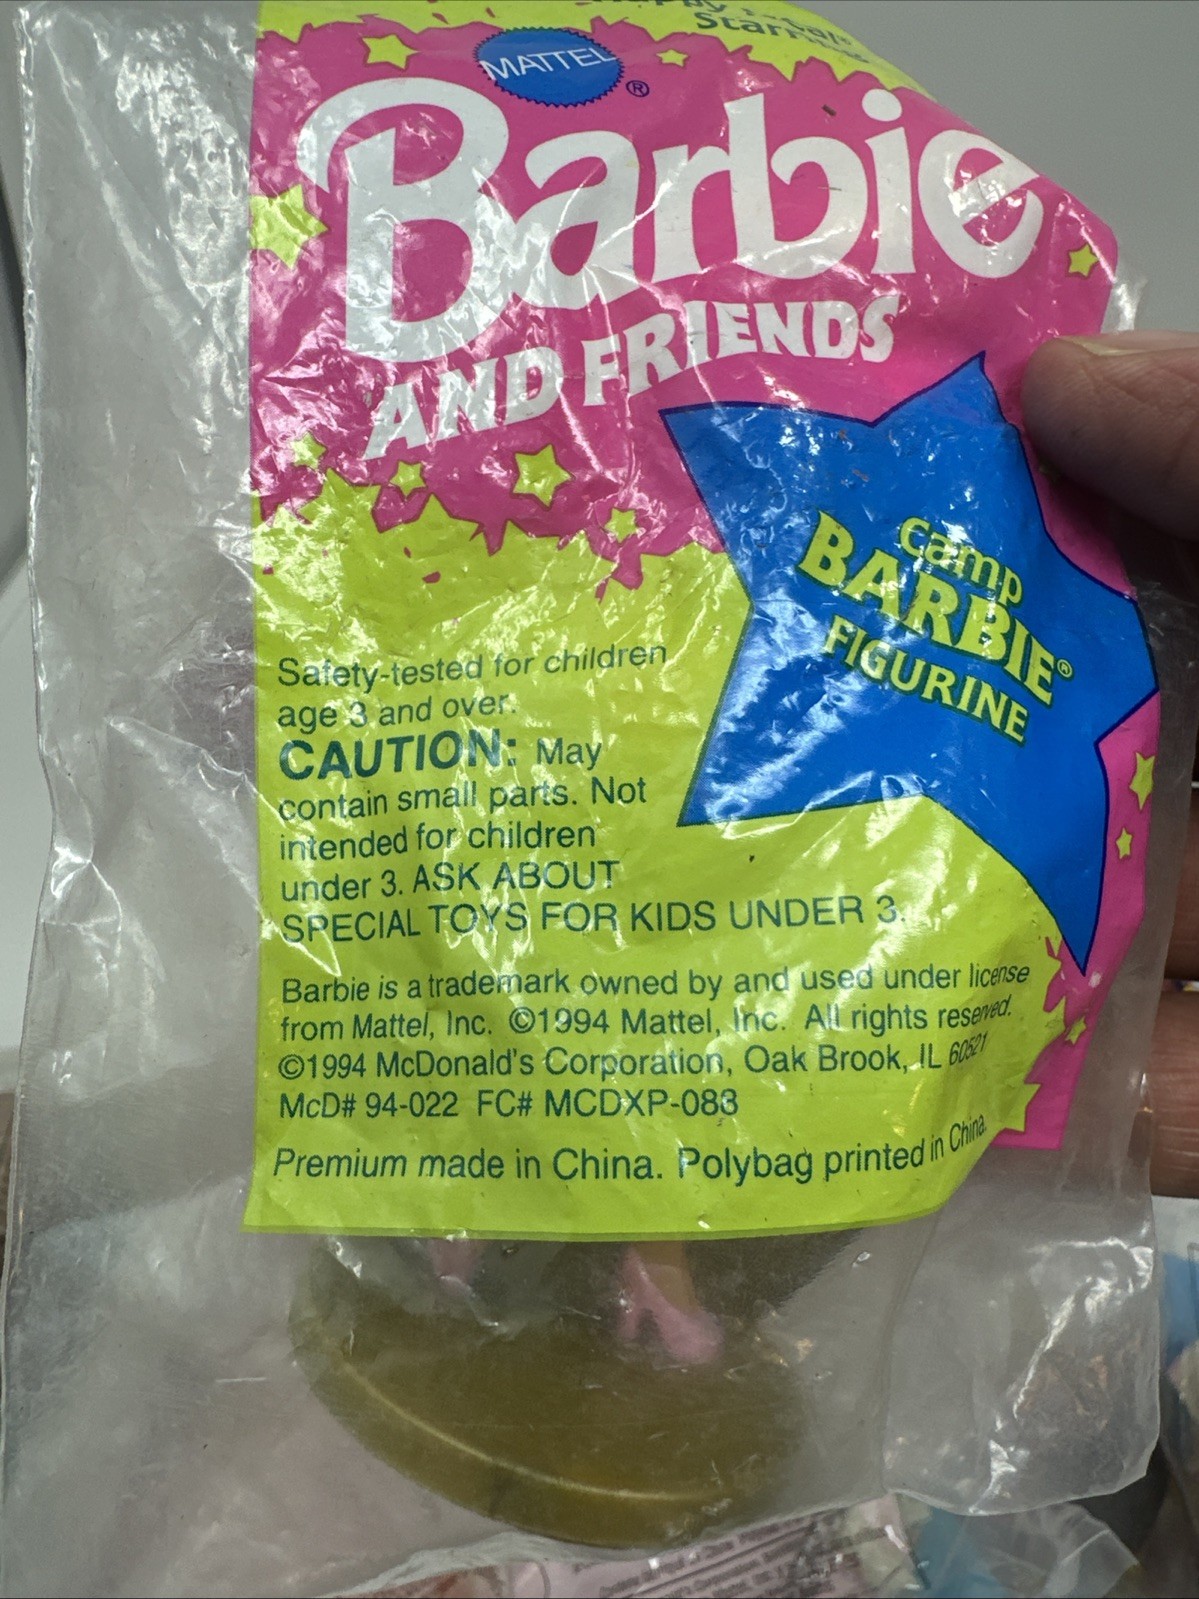 MATTEL
®
Barbie
AND FRIENDS
Camp
BARBIE®
FIGURINE
Safety-tested for children
age 3 and over.
CAUTION: May
contain small parts. Not
intended for children
under 3. ASK ABOUT
SPECIAL TOYS FOR KIDS UNDER 3.
Barbie is a trademark owned by and used under license
from Mattel, Inc. ©1994 Mattel, Inc. All rights reserved.
©1994 McDonald's Corporation, Oak Brook, IL 60521
McD# 94-022 FC# MCDXP-088
Premium made in China. Polybag printed in China.